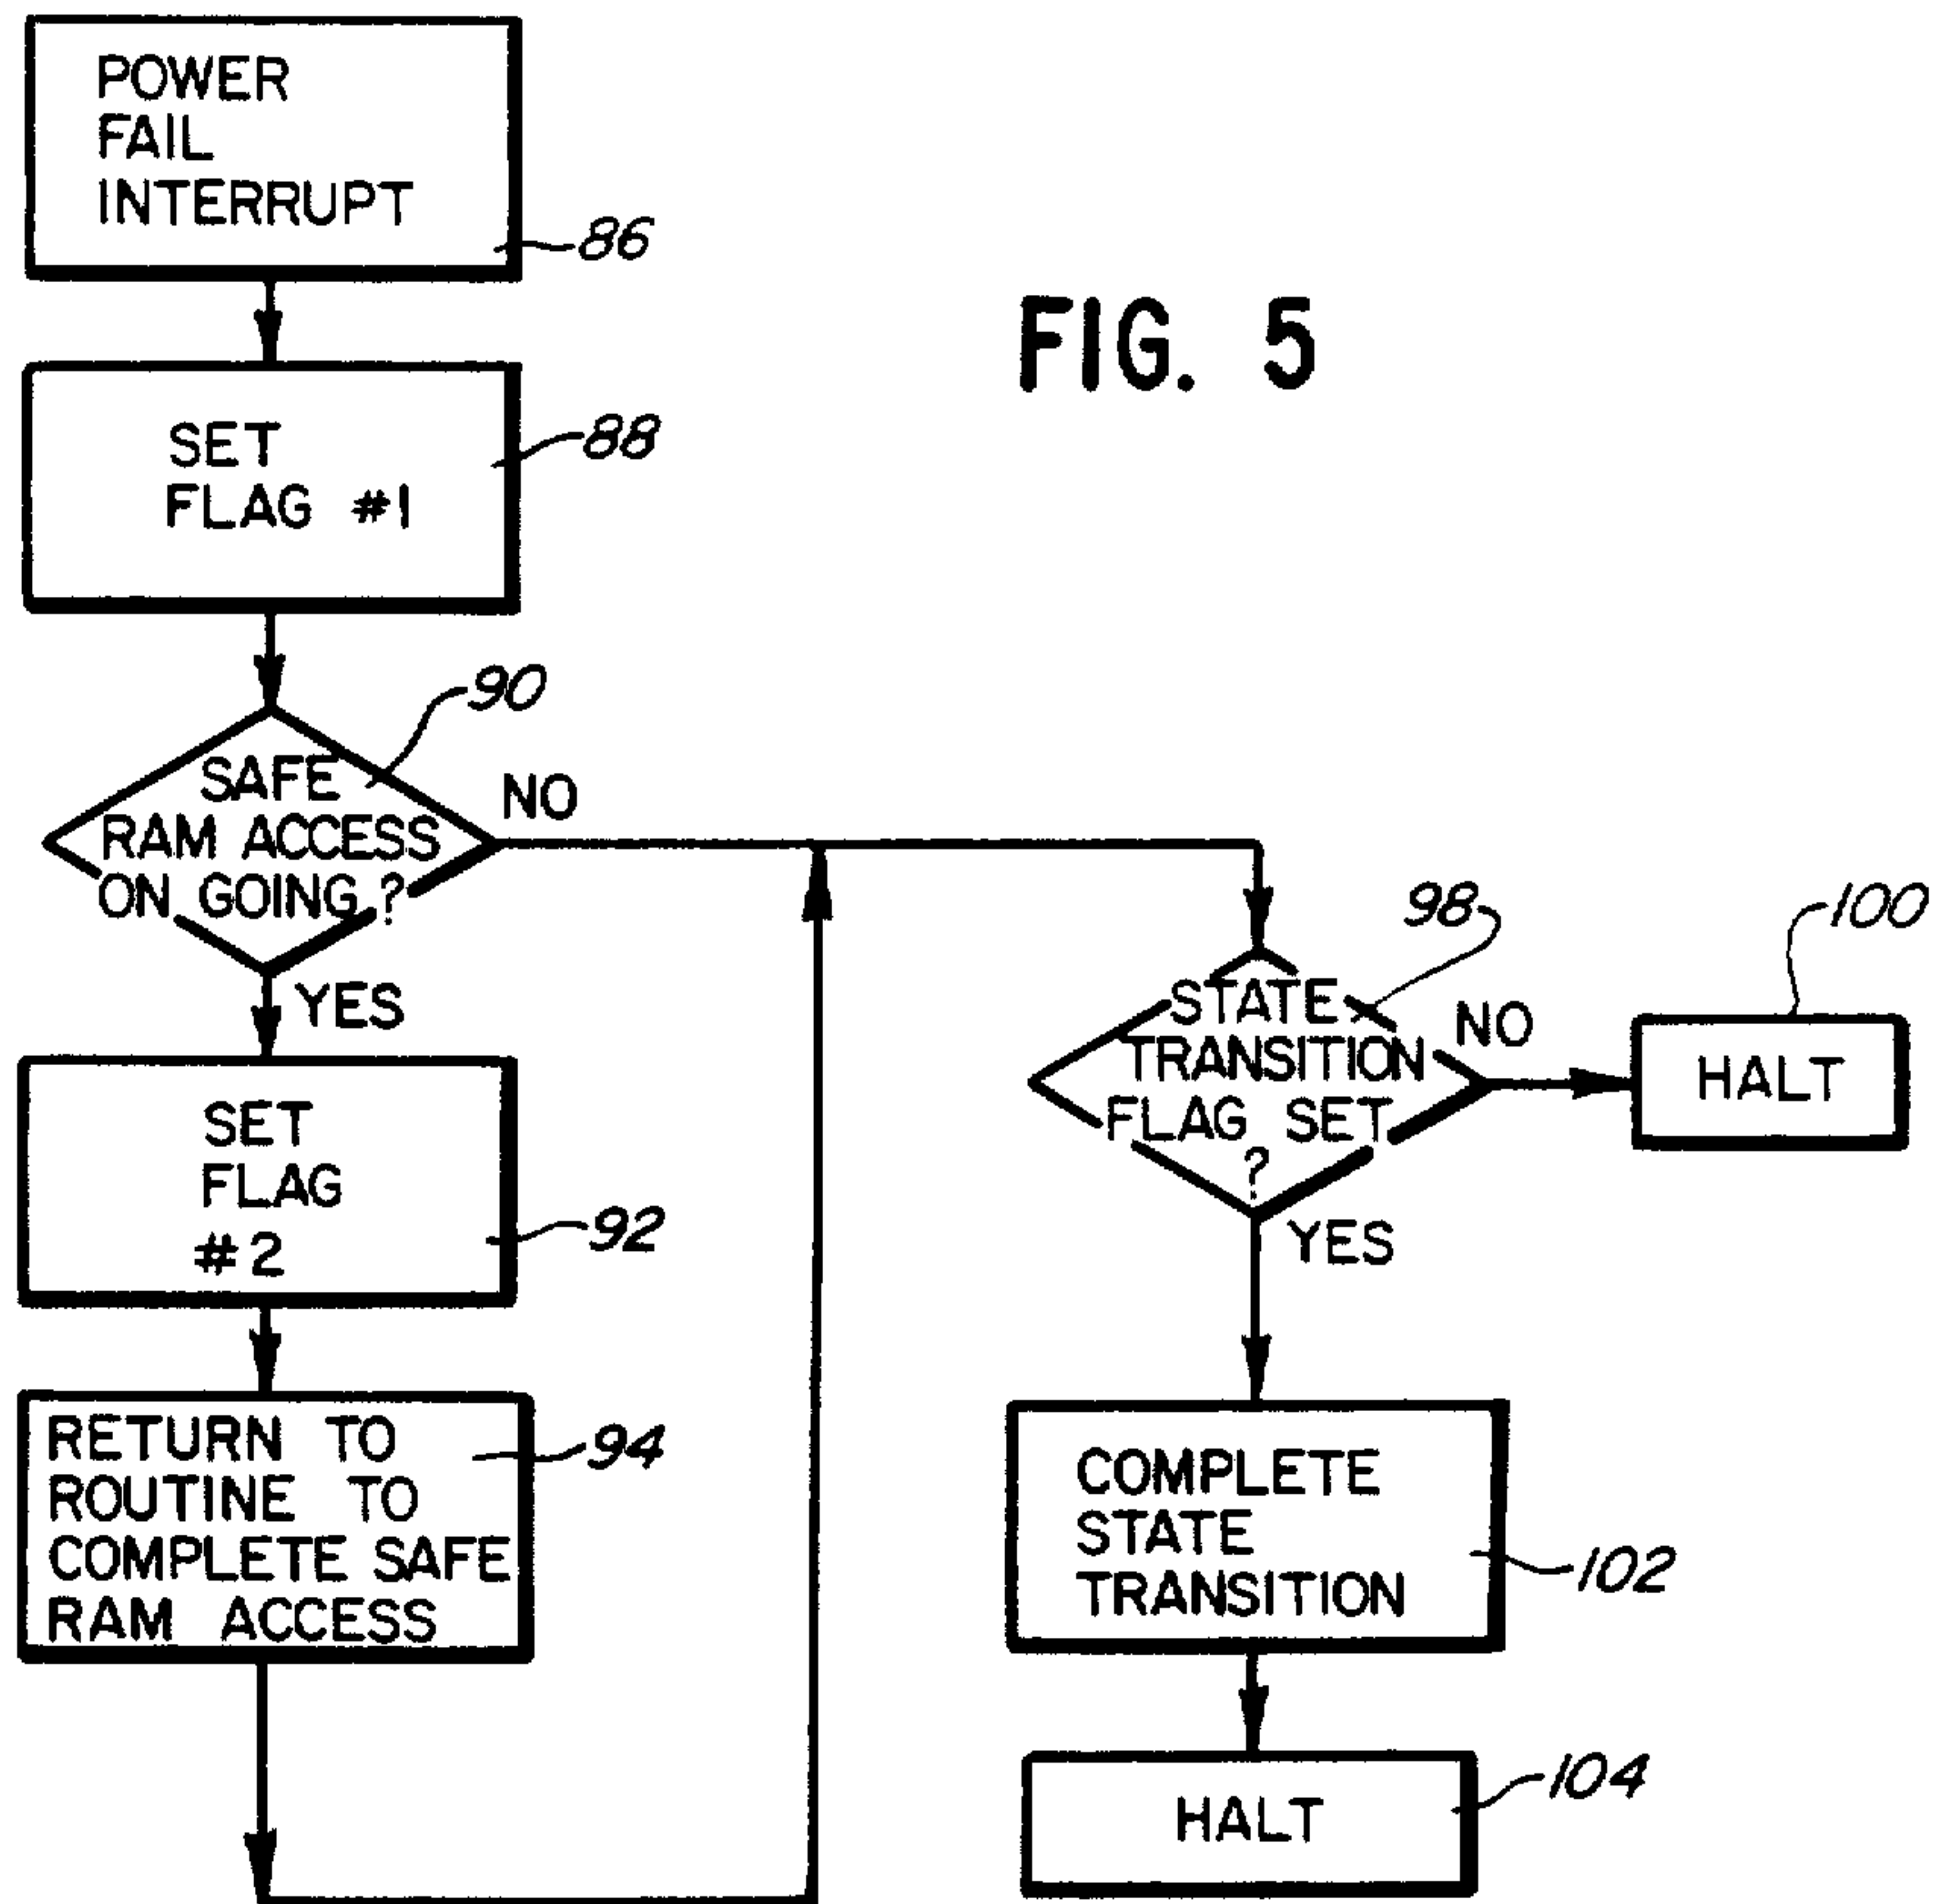 POWER
FAIL
INTERRUPT
86
FIG. 5
SET
FLAG #1
88
90
SAFE
RAM ACCESS
ON GOING ?
NO
YES
SET
FLAG
#2
92
RETURN TO
ROUTINE TO
COMPLETE SAFE
RAM ACCESS
94
98
STATE
TRANSITION
FLAG SET
?
NO
YES
100
HALT
COMPLETE
STATE
TRANSITION
102
HALT
104